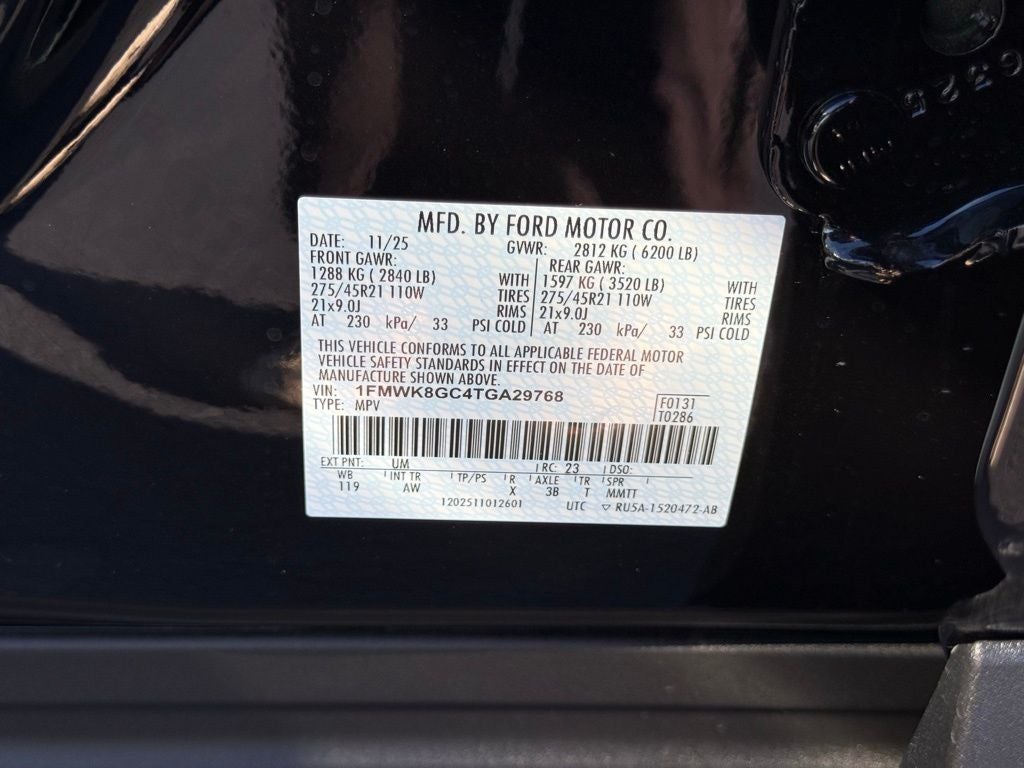 MFD. BY FORD MOTOR CO.
DATE: 11/25 GVWR: 2812 KG ( 6200 LB)
FRONT GAWR: REAR GAWR:
1288 KG ( 2840 LB) WITH 1597 KG ( 3520 LB) WITH
275/45R21 110W TIRES 275/45R21 110W TIRES
21x9.0J RIMS 21x9.0J RIMS
AT 230 kPa/ 33 PSI COLD AT 230 kPa/ 33 PSI COLD
THIS VEHICLE CONFORMS TO ALL APPLICABLE FEDERAL MOTOR
VEHICLE SAFETY STANDARDS IN EFFECT ON THE DATE OF
MANUFACTURE SHOWN ABOVE.
VIN: 1FMWK8GC4TGA29768
TYPE: MPV
F0131
T0286
EXT PNT: UM RC: 23 DSO:
WB INT TR TP/PS R AXLE TR SPR
119 AW X 3B T MMTT
1202511012601 UTC ▽ RU5A-1520472-AB